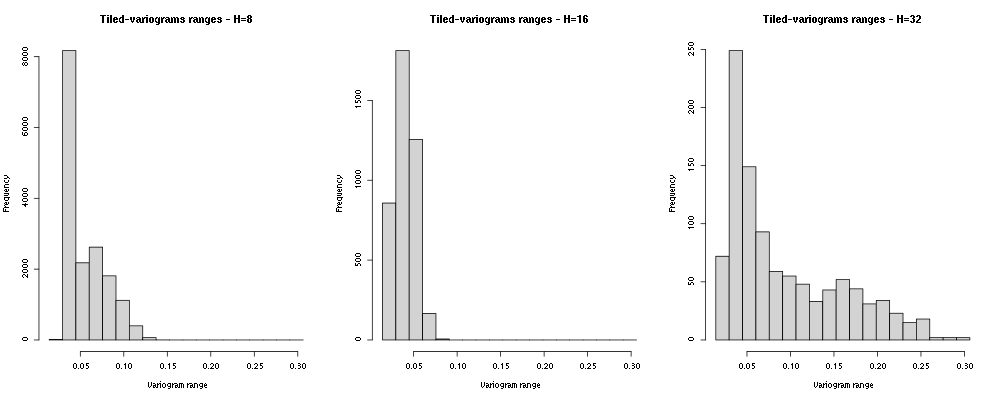 Tiled-variograms ranges - H=8
Frequency
0
2000
4000
6000
8000
0.05 0.10 0.15 0.20 0.25 0.30
Variogram range
Tiled-variograms ranges - H=16
Frequency
0
500
1000
1500
0.05 0.10 0.15 0.20 0.25 0.30
Variogram range
Tiled-variograms ranges - H=32
Frequency
0
50
100
150
200
250
0.05 0.10 0.15 0.20 0.25 0.30
Variogram range